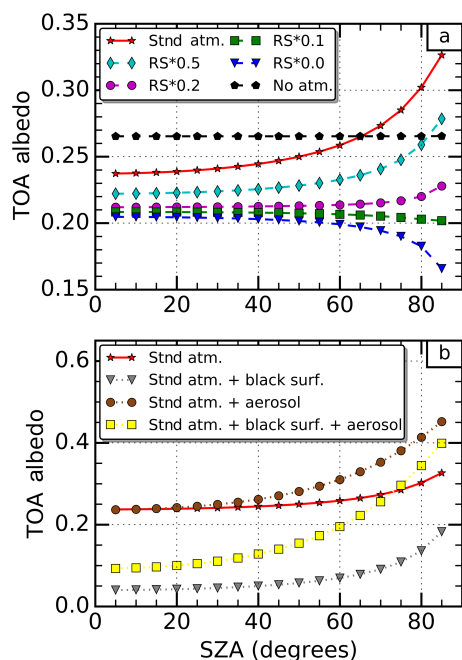 a
Stnd atm.
RS*0.5
RS*0.2
RS*0.1
RS*0.0
No atm.
TOA albedo
0.35
0.30
0.25
0.20
0.15
0 20 40 60 80
b
Stnd atm.
Stnd atm. + black surf.
Stnd atm. + aerosol
Stnd atm. + black surf. + aerosol
TOA albedo
0.6
0.4
0.2
0.0
0 20 40 60 80
SZA (degrees)